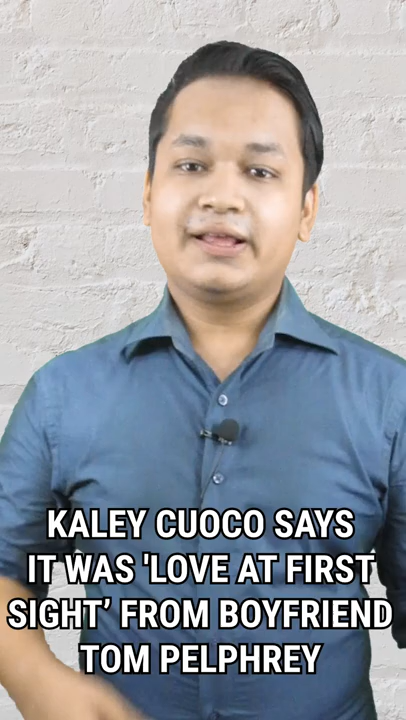 KALEY CUOCO SAYS
IT WAS 'LOVE AT FIRST
SIGHT’ FROM BOYFRIEND
TOM PELPHREY